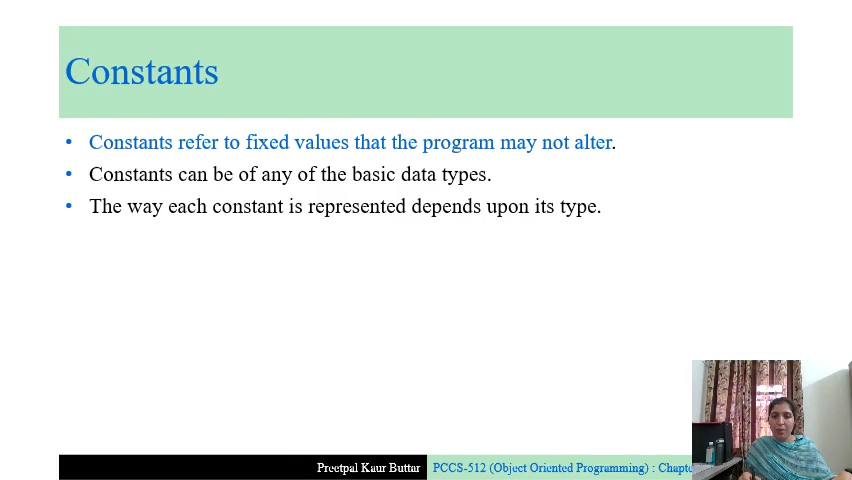 Constants
• Constants refer to fixed values that the program may not alter.
• Constants can be of any of the basic data types.
• The way each constant is represented depends upon its type.
Preetpal Kaur Buttar
PCCS-512 (Object Oriented Programming) : Chapte